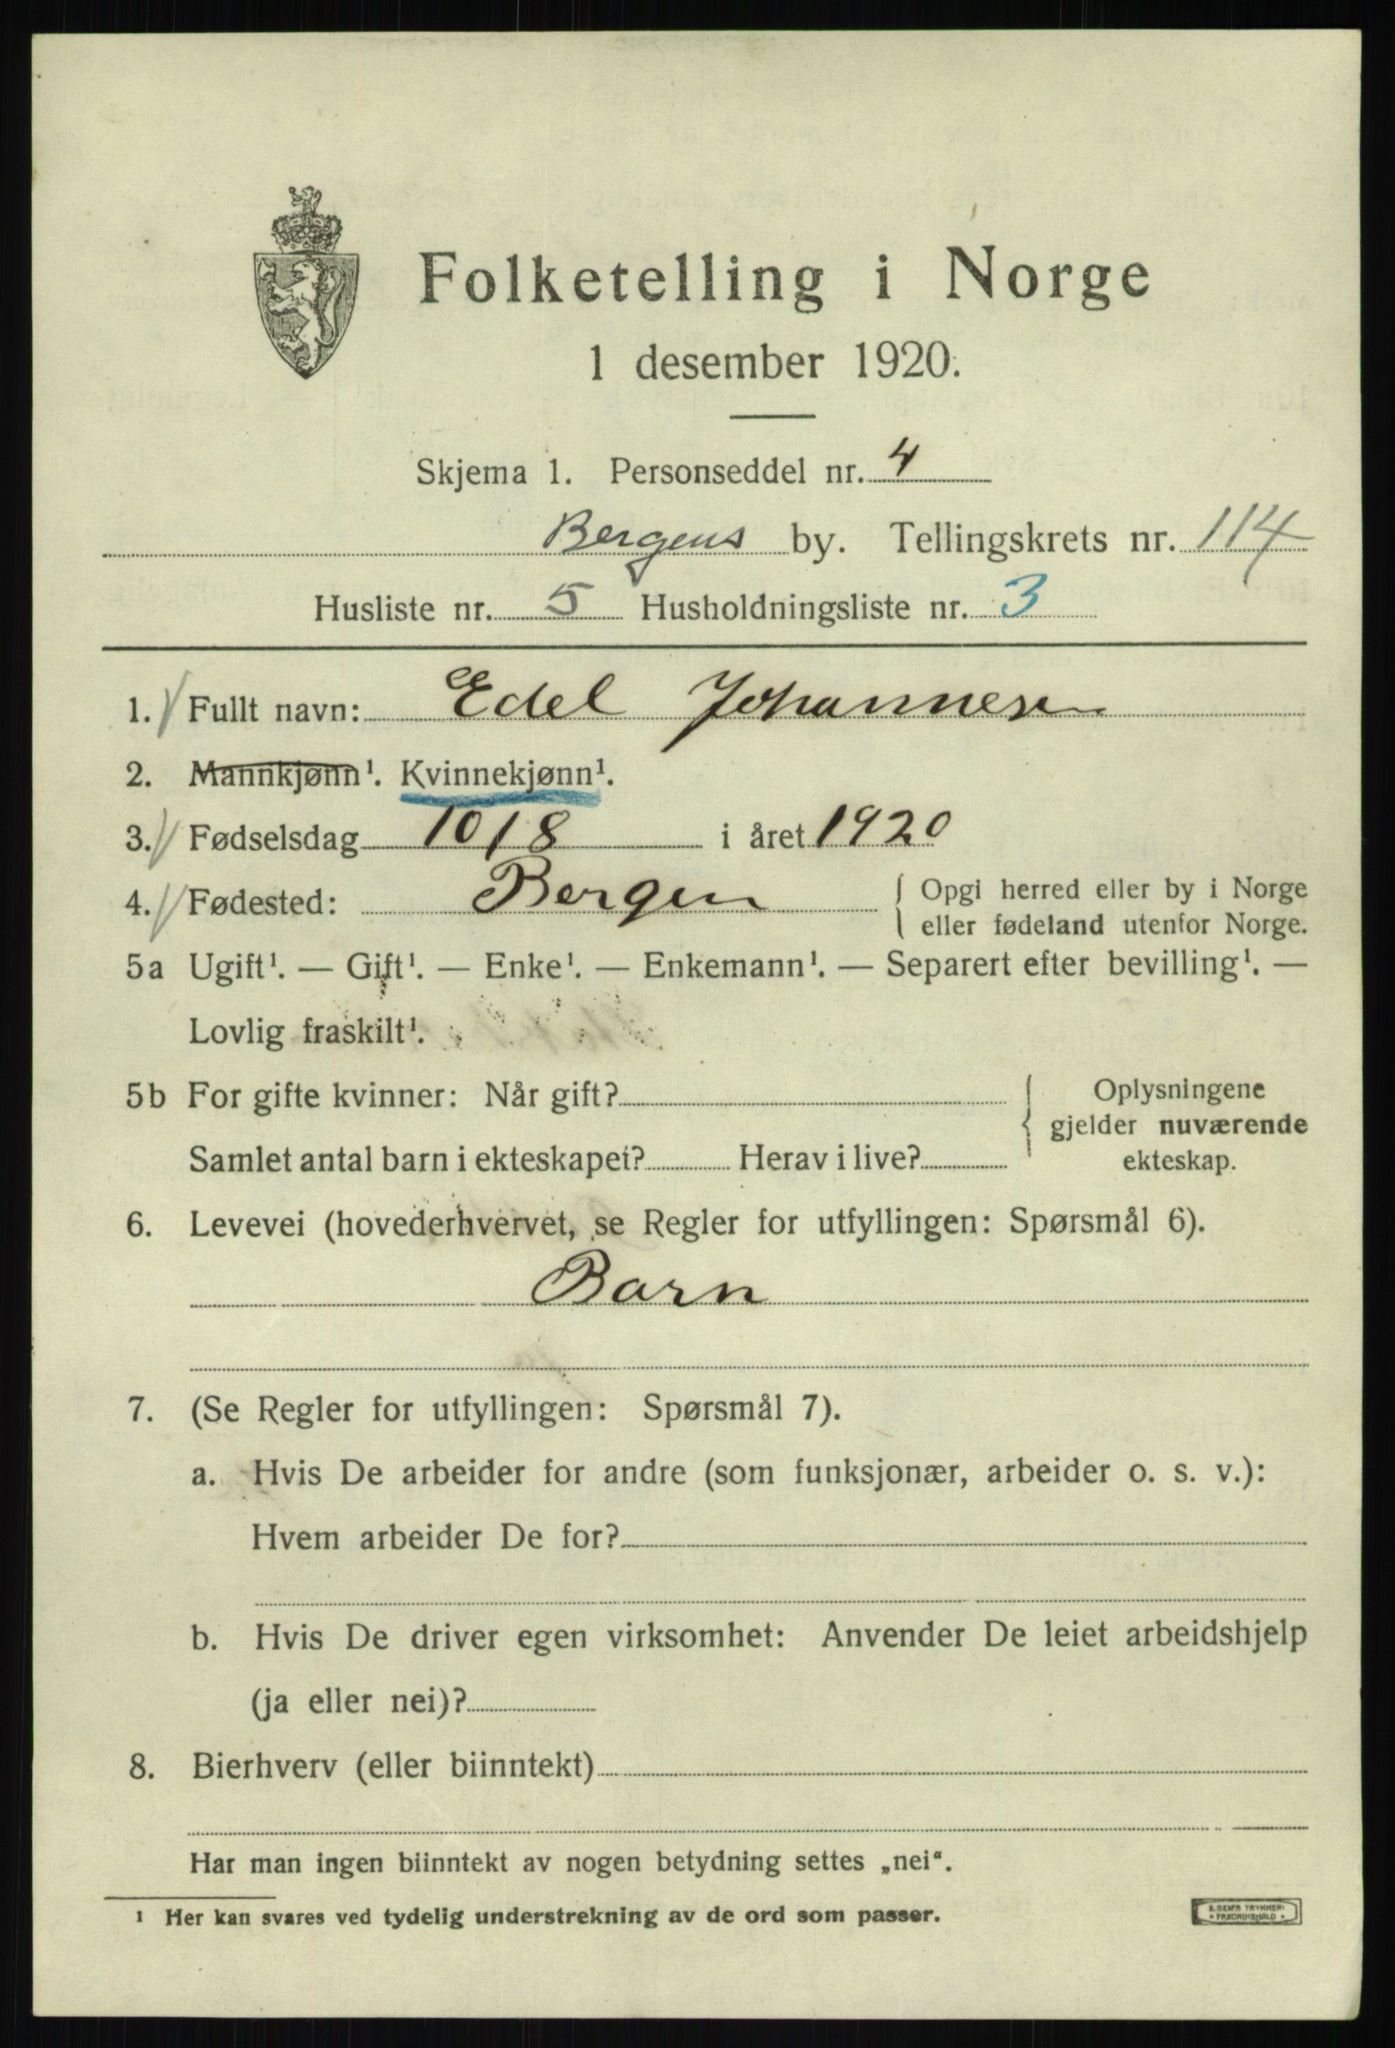 Folketelling i Norge
1 desember 1920.
Skjema 1. Personseddel nr. 4
Bergens by. Tellingskrets nr. 114
Husliste nr. 5 Husholdningsliste nr. 3
1. Fullt navn: Edel Johannesen
2. Mannkjønn¹. Kvinnekjønn¹.
3. Fødselsdag 10/8 i året 1920
4. Fødested: Bergen { Opgi herred eller by i Norge
eller fødeland utenfor Norge.
5a Ugift¹. — Gift¹. — Enke¹. — Enkemann¹. — Separert efter bevilling¹. —
Lovlig fraskilt¹.
5b For gifte kvinner: Når gift? { Oplysningene
gjelder nuværende
Samlet antal barn i ekteskapet? Herav i live? ekteskap.
6. Levevei (hovederhvervet, se Regler for utfyllingen: Spørsmål 6).
Barn
7. (Se Regler for utfyllingen: Spørsmål 7).
a. Hvis De arbeider for andre (som funksjonær, arbeider o. s. v.):
Hvem arbeider De for?
b. Hvis De driver egen virksomhet: Anvender De leiet arbeidshjelp
(ja eller nei)?
8. Bierhverv (eller biinntekt)
Har man ingen biinntekt av nogen betydning settes „nei“.
¹ Her kan svares ved tydelig understrekning av de ord som passer.
TRYKKERI
FREDRIKSHALD